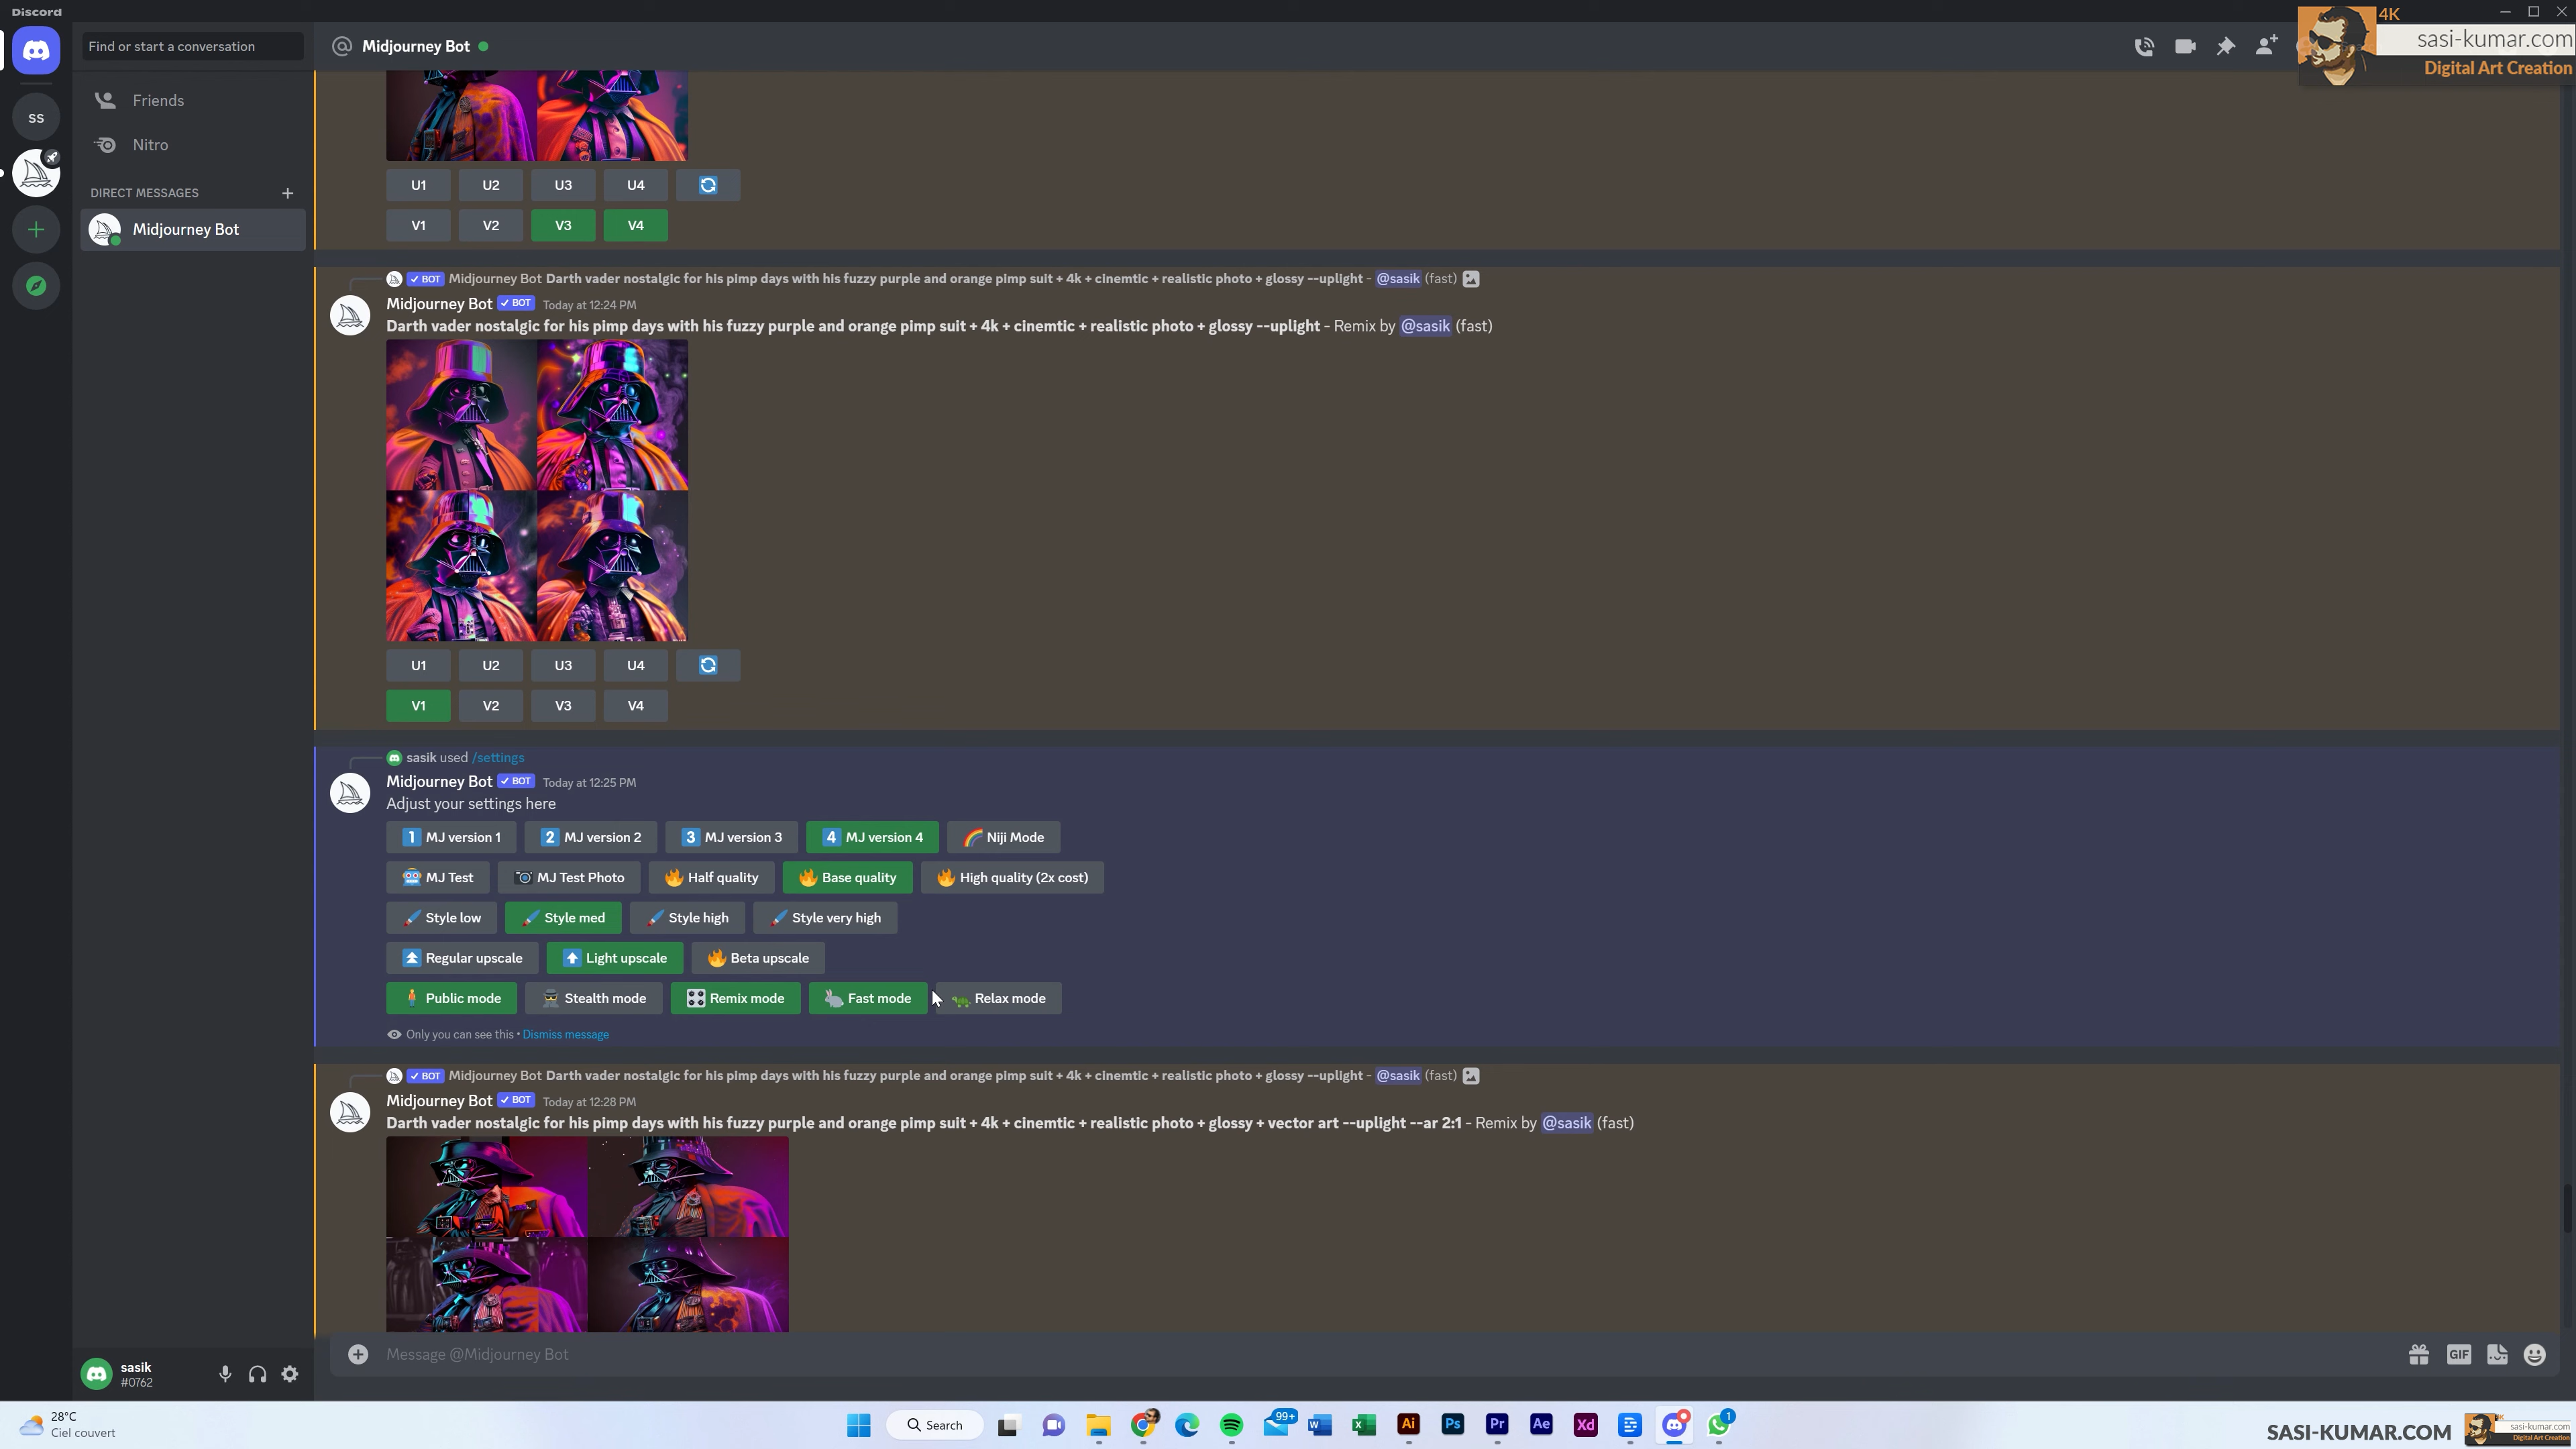 Discord
4K
sasi-kumar.com
Digital Art Creation
Find or start a conversation
Midjourney Bot
Friends
Nitro
ss
DIRECT MESSAGES
Midjourney Bot
U1 U2 U3 U4
V1 V2 V3 V4
BOT Midjourney Bot Darth vader nostalgic for his pimp days with his fuzzy purple and orange pimp suit + 4k + cinemtic + realistic photo + glossy --uplight - @sasik (fast)
Midjourney Bot BOT Today at 12:24 PM
Darth vader nostalgic for his pimp days with his fuzzy purple and orange pimp suit + 4k + cinemtic + realistic photo + glossy --uplight - Remix by @sasik (fast)
U1 U2 U3 U4
V1 V2 V3 V4
sasik used /settings
Midjourney Bot BOT Today at 12:25 PM
Adjust your settings here
1 MJ version 1 2 MJ version 2 3 MJ version 3 4 MJ version 4 Niji Mode
MJ Test MJ Test Photo Half quality Base quality High quality (2x cost)
Style low Style med Style high Style very high
Regular upscale Light upscale Beta upscale
Public mode Stealth mode Remix mode Fast mode Relax mode
Only you can see this • Dismiss message
BOT Midjourney Bot Darth vader nostalgic for his pimp days with his fuzzy purple and orange pimp suit + 4k + cinemtic + realistic photo + glossy --uplight - @sasik (fast)
Midjourney Bot BOT Today at 12:28 PM
Darth vader nostalgic for his pimp days with his fuzzy purple and orange pimp suit + 4k + cinemtic + realistic photo + glossy + vector art --uplight --ar 2:1 - Remix by @sasik (fast)
Message @Midjourney Bot
GIF
sasik
#0762
28°C
Ciel couvert
Search
99+
W
X
Ai
Ps
Pr
Ae
Xd
1
SASI-KUMAR.COM
sasi-kumar.com
Digital Art Creation